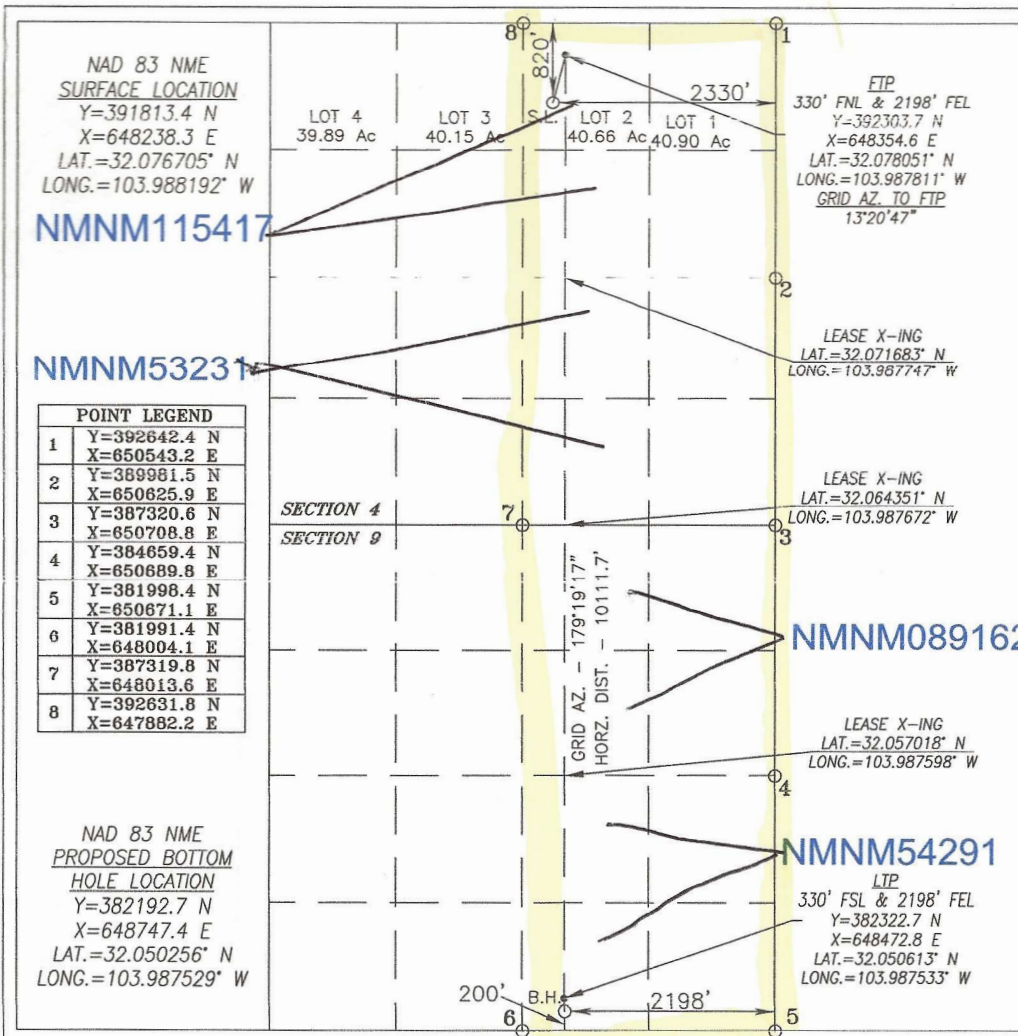 NAD 83 NME
SURFACE LOCATION
Y=391813.4 N
X=648238.3 E
LAT.=32.076705° N
LONG.=103.988192° W
NMNM115417
NMNM53231
POINT LEGEND
1 Y=392642.4 N
X=650543.2 E
2 Y=389981.5 N
X=650625.9 E
3 Y=387320.6 N
X=650708.8 E
4 Y=384659.4 N
X=650689.8 E
5 Y=381998.4 N
X=650671.1 E
6 Y=381991.4 N
X=648004.1 E
7 Y=387319.8 N
X=648013.6 E
8 Y=392631.8 N
X=647882.2 E
NAD 83 NME
PROPOSED BOTTOM
HOLE LOCATION
Y=382192.7 N
X=648747.4 E
LAT.=32.050256° N
LONG.=103.987529° W
8
1
820'
2330'
S.L.
LOT 4
39.89 Ac
LOT 3
40.15 Ac
LOT 2
40.66 Ac
LOT 1
40.90 Ac
2
SECTION 4
SECTION 9
7
3
GRID AZ. - 179°19'17"
HORZ. DIST. - 10111.7'
4
200'
B.H.
2198'
6
5
FTP
330' FNL & 2198' FEL
Y=392303.7 N
X=648354.6 E
LAT.=32.078051° N
LONG.=103.987811° W
GRID AZ. TO FTP
13°20'47"
LEASE X-ING
LAT.=32.071683° N
LONG.=103.987747° W
LEASE X-ING
LAT.=32.064351° N
LONG.=103.987672° W
NMNM089162
LEASE X-ING
LAT.=32.057018° N
LONG.=103.987598° W
NMNM54291
LTP
330' FSL & 2198' FEL
Y=382322.7 N
X=648472.8 E
LAT.=32.050613° N
LONG.=103.987533° W